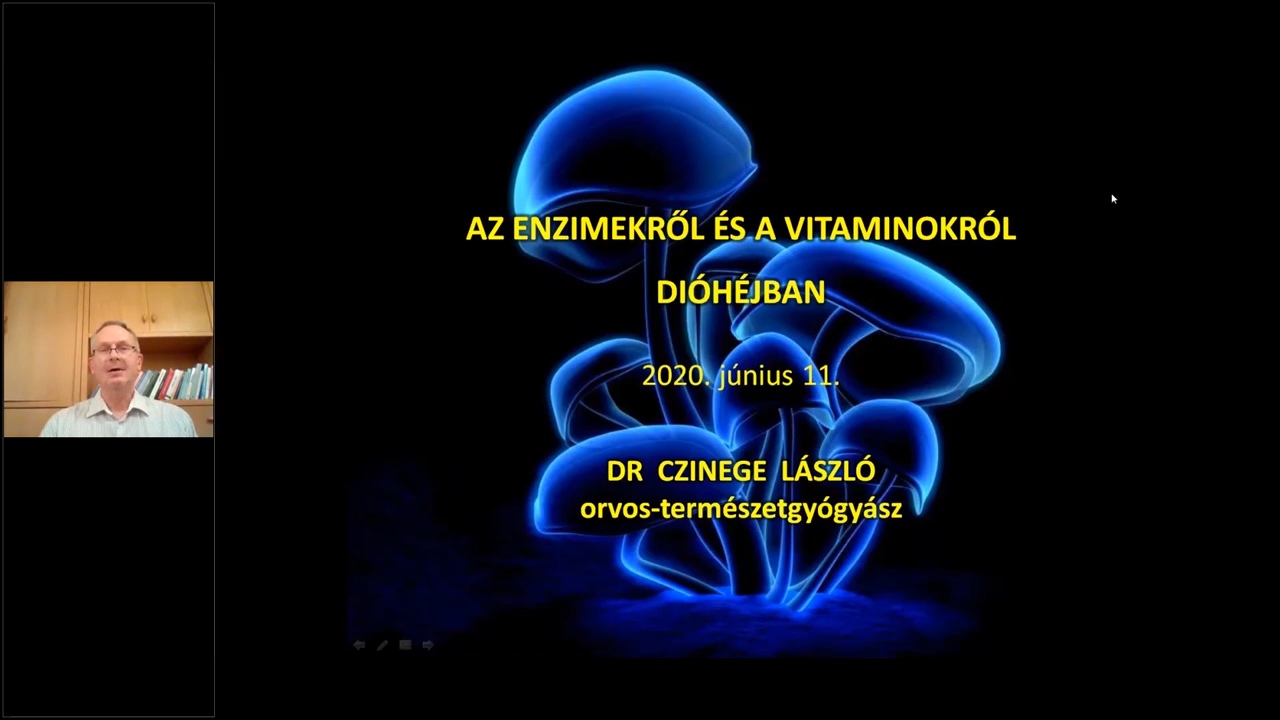 AZ ENZIMEKRŐL ÉS A VITAMINOKRÓL
DIÓHÉJBAN
2020. június 11.
DR CZINEGE LÁSZLÓ
orvos-természetgyógyász